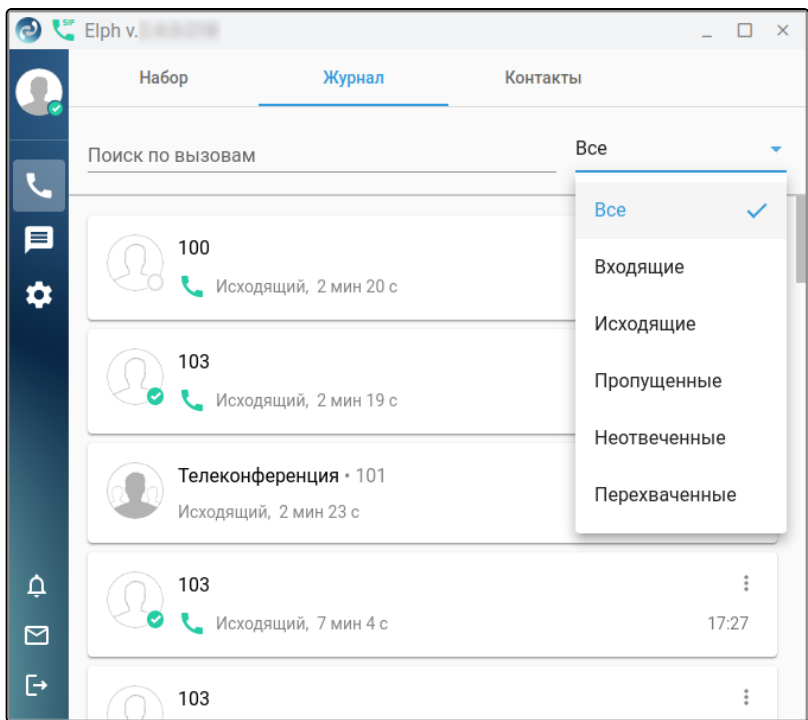 SIP
Elph v.
Набор
Журнал
Контакты
Поиск по вызовам
Все
Все
Входящие
Исходящие
Пропущенные
Неотвеченные
Перехваченные
100
Исходящий, 2 мин 20 с
103
Исходящий, 2 мин 19 с
Телеконференция • 101
Исходящий, 2 мин 23 с
103
Исходящий, 7 мин 4 с
17:27
103